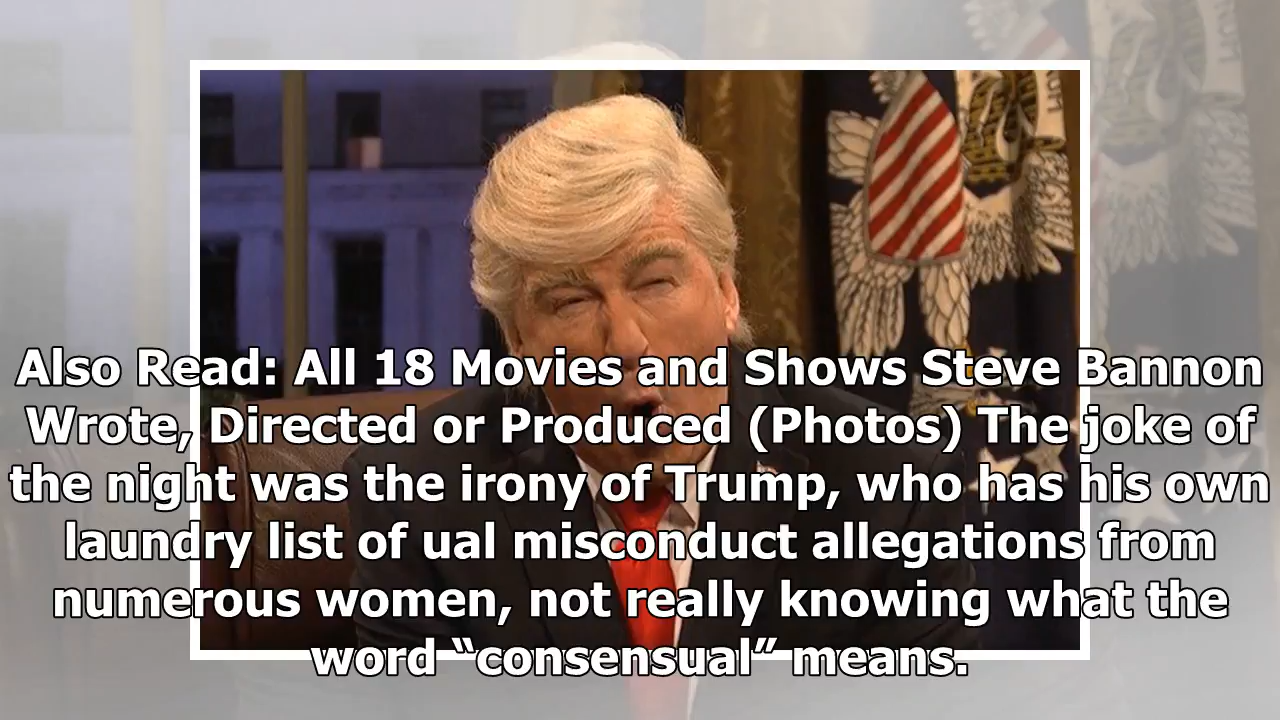 Also Read: All 18 Movies and Shows Steve Bannon
Wrote, Directed or Produced (Photos) The joke of
the night was the irony of Trump, who has his own
laundry list of ual misconduct allegations from
numerous women, not really knowing what the
word “consensual” means.